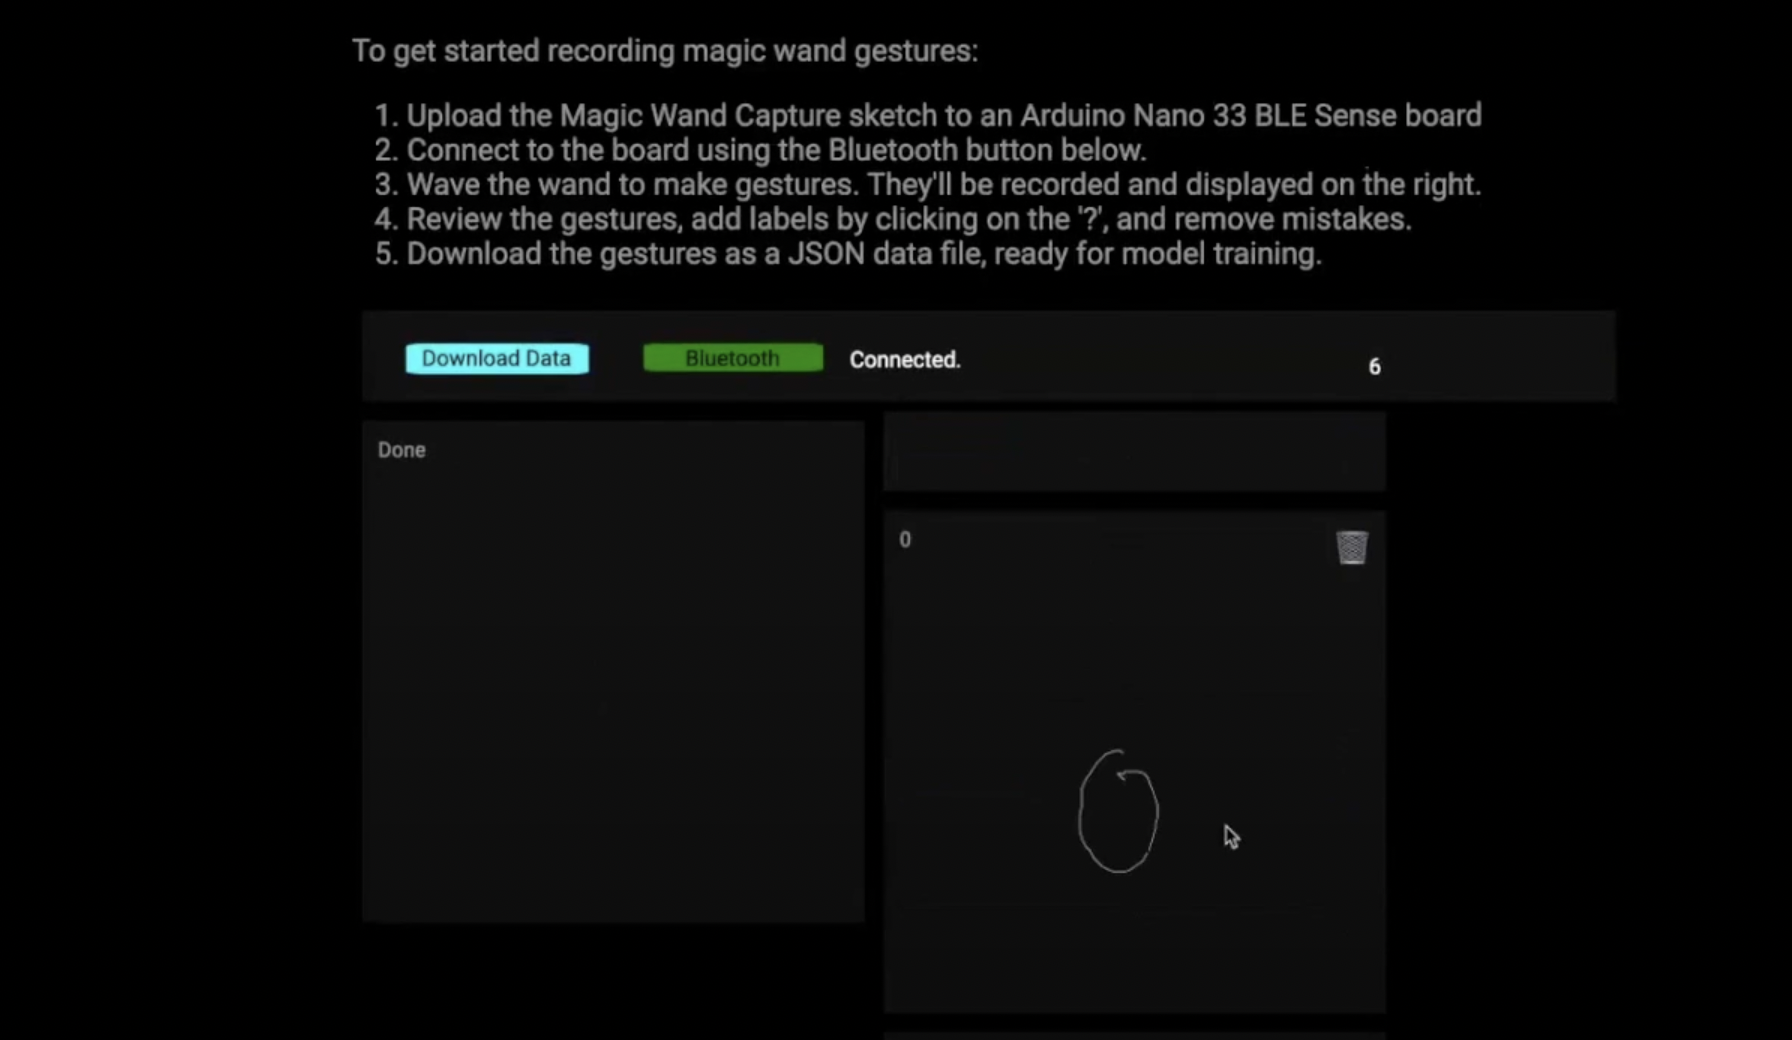 To get started recording magic wand gestures:
1. Upload the Magic Wand Capture sketch to an Arduino Nano 33 BLE Sense board
2. Connect to the board using the Bluetooth button below.
3. Wave the wand to make gestures. They'll be recorded and displayed on the right.
4. Review the gestures, add labels by clicking on the '?', and remove mistakes.
5. Download the gestures as a JSON data file, ready for model training.
Download Data Bluetooth Connected. 6
Done
0